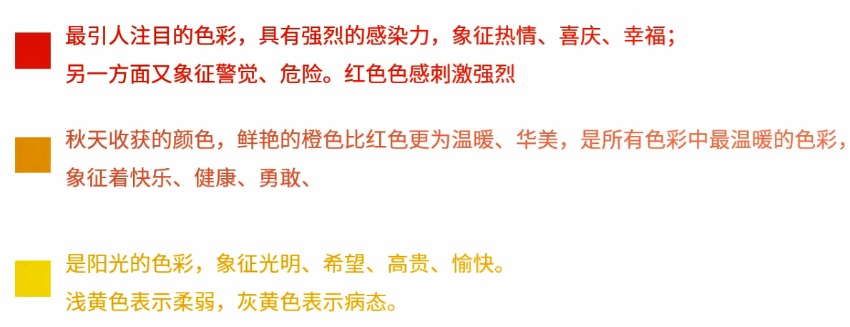 最引人注目的色彩，具有强烈的感染力，象征热情、喜庆、幸福；
另一方面又象征警觉、危险。红色色感刺激强烈
秋天收获的颜色，鲜艳的橙色比红色更为温暖、华美，是所有色彩中最温暖的色彩，
象征着快乐、健康、勇敢、
是阳光的色彩，象征光明、希望、高贵、愉快。
浅黄色表示柔弱，灰黄色表示病态。